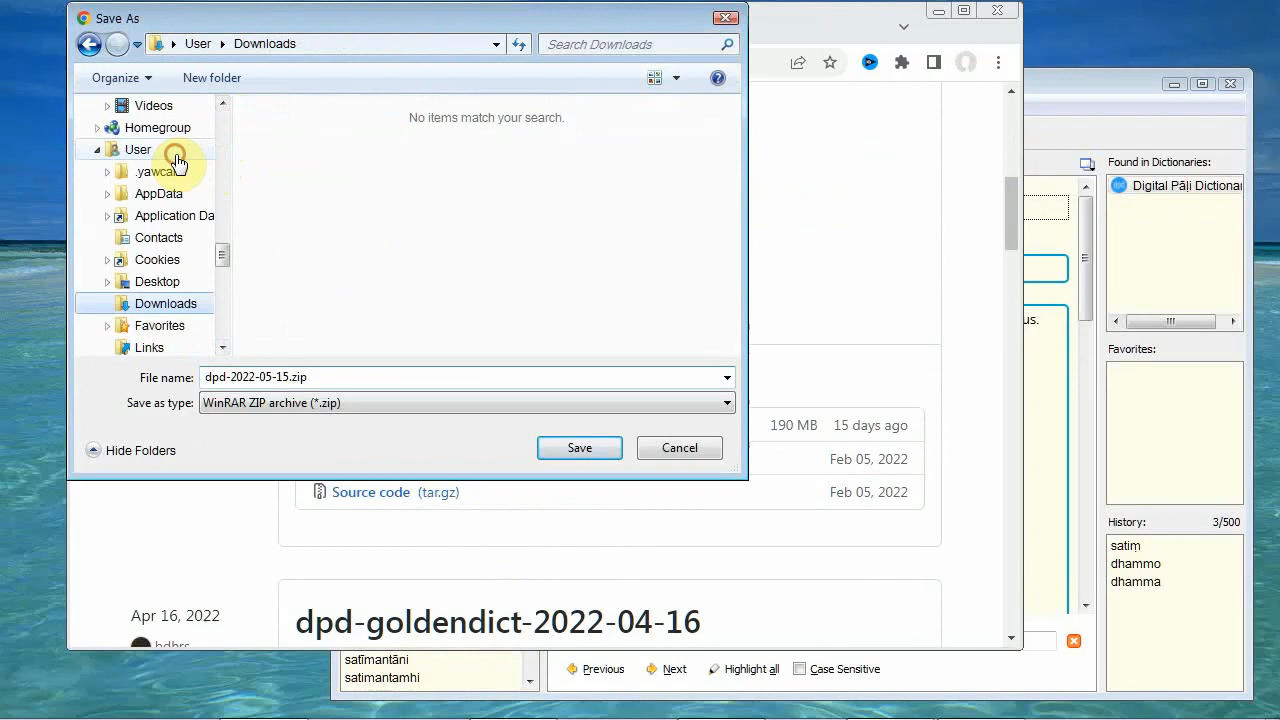 Save As
User
Downloads
Search Downloads
Organize
New folder
Videos
Homegroup
User
AppData
Application Da
Contacts
Cookies
Desktop
Downloads
Favorites
Links
No items match your search.
File name:
dpd-2022-05-15.zip
Save as type:
WinRAR ZIP archive (*.zip)
Hide Folders
Save
Cancel
190 MB
15 days ago
Feb 05, 2022
Source code (tar.gz)
Feb 05, 2022
Apr 16, 2022
dpd-goldendict-2022-04-16
us.
Found in Dictionaries:
Digital Pāḷi Dictionar
Favorites:
History:
3/500
satiṃ
dhammo
dhamma
satīmantāni
satimantamhi
Previous
Next
Highlight all
Case Sensitive